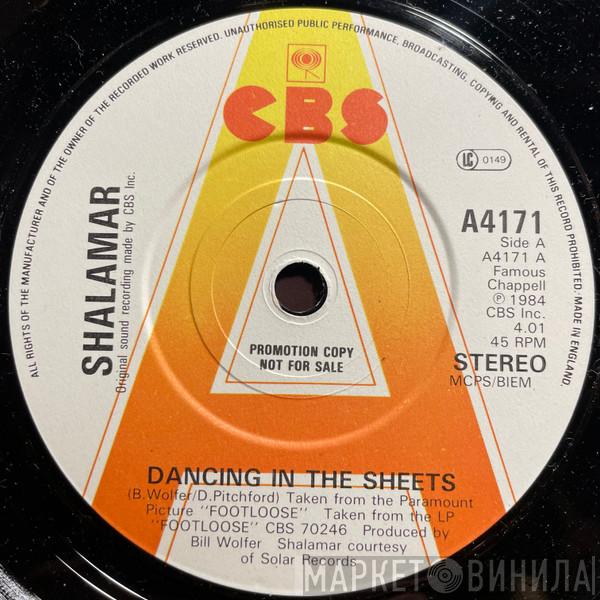 ALL RIGHTS OF THE MANUFACTURER AND OF THE OWNER OF THE RECORDED WORK RESERVED. UNAUTHORISED PUBLIC PERFORMANCE, BROADCASTING, COPYING AND RENTAL OF THIS RECORD PROHIBITED. MADE IN ENGLAND.
CBS
LC 0149
SHALAMAR
Original sound recording made by CBS Inc.
A4171
Side A
A4171 A
Famous
Chappell
℗ 1984
CBS Inc.
4.01
45 RPM
STEREO
MCPS/BIEM
PROMOTION COPY
NOT FOR SALE
DANCING IN THE SHEETS
(B.Wolfer/D.Pitchford) Taken from the Paramount
Picture "FOOTLOOSE" Taken from the LP
"FOOTLOOSE" CBS 70246 Produced by
Bill Wolfer Shalamar courtesy
of Solar Records
МАРКЕТ ВИНИЛА